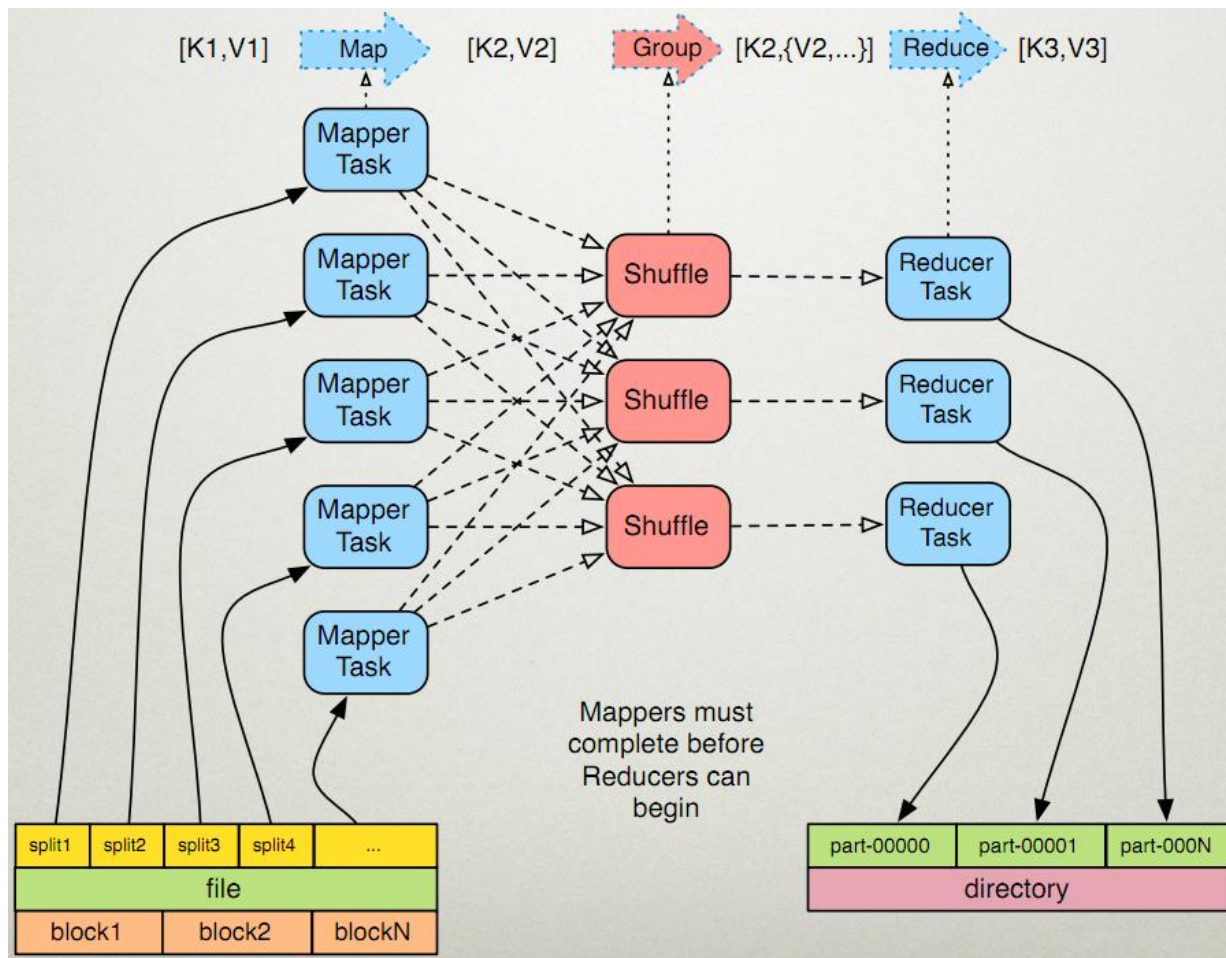 [K1,V1] Map [K2,V2] Group [K2,{V2,...}] Reduce [K3,V3]
Mapper
Task
Mapper
Task
Mapper
Task
Mapper
Task
Mapper
Task
Shuffle
Shuffle
Shuffle
Reducer
Task
Reducer
Task
Reducer
Task
Mappers must
complete before
Reducers can
begin
split1 split2 split3 split4 ...
file
block1 block2 blockN
part-00000 part-00001 part-000N
directory